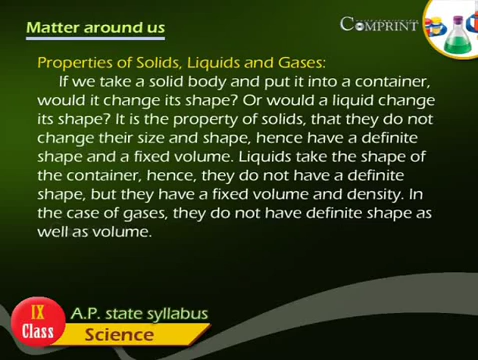 Matter around us
COMPRINT
Properties of Solids, Liquids and Gases:
If we take a solid body and put it into a container,
would it change its shape? Or would a liquid change
its shape? It is the property of solids, that they do not
change their size and shape, hence have a definite
shape and a fixed volume. Liquids take the shape of
the container, hence, they do not have a definite
shape, but they have a fixed volume and density. In
the case of gases, they do not have definite shape as
well as volume.
IX
Class
A.P. state syllabus
Science